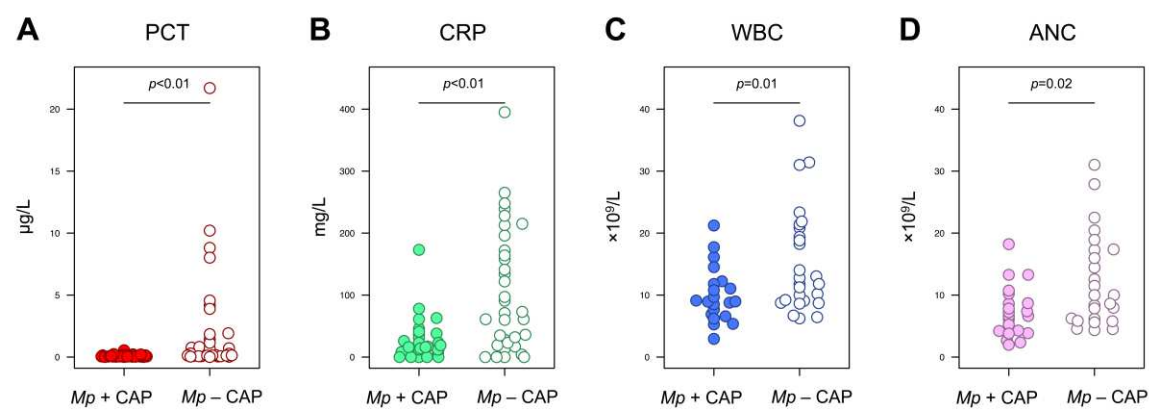 A PCT
B CRP
C WBC
D ANC
p<0.01
p<0.01
p=0.01
p=0.02
µg/L
20
15
10
5
0
mg/L
400
300
200
100
0
×10⁹/L
40
30
20
10
0
×10⁹/L
40
30
20
10
0
Mp + CAP Mp – CAP
Mp + CAP Mp – CAP
Mp + CAP Mp – CAP
Mp + CAP Mp – CAP